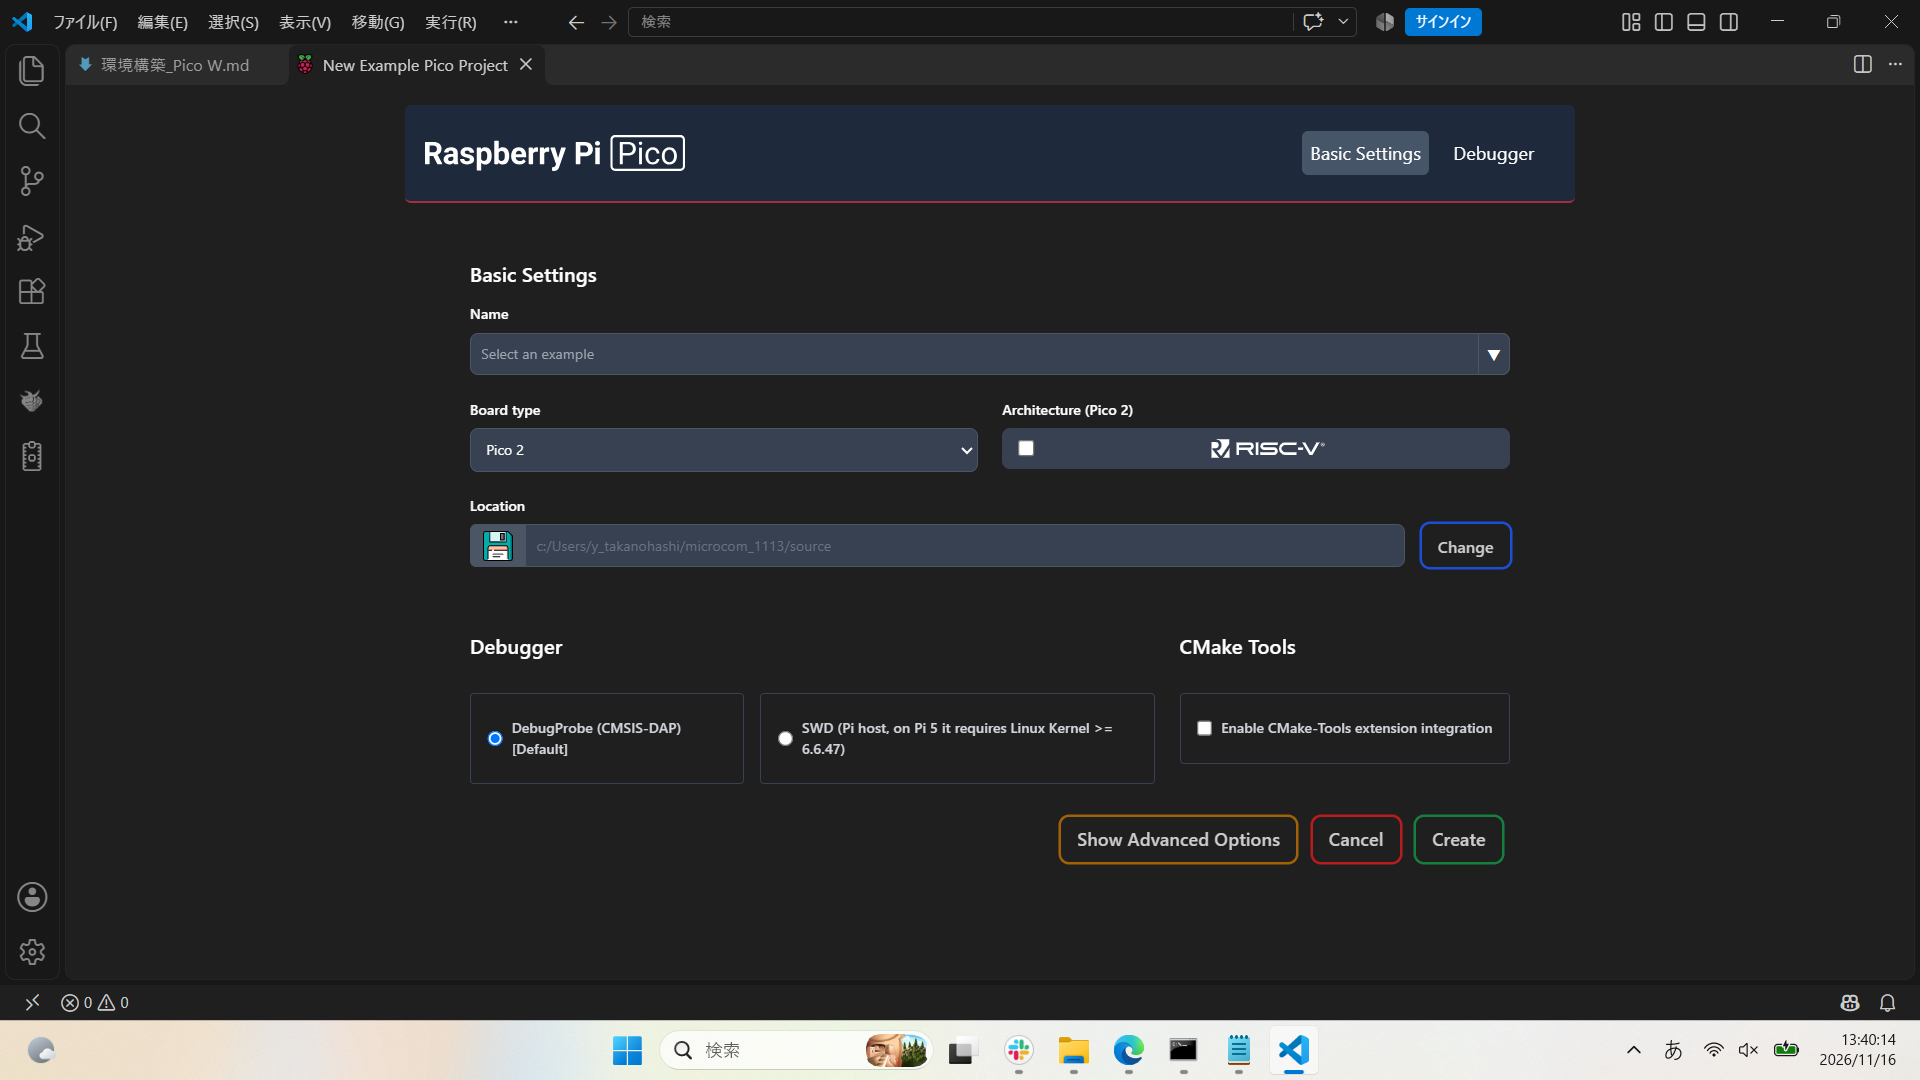 ファイル(F) 編集(E) 選択(S) 表示(V) 移動(G) 実行(R) ··· 検索 サインイン
環境構築_Pico W.md New Example Pico Project
Raspberry Pi Pico Basic Settings Debugger
Basic Settings
Name
Select an example
Board type Architecture (Pico 2)
Pico 2 RISC-V
Location
c:/Users/y_takanohashi/microcom_1113/source Change
Debugger CMake Tools
DebugProbe (CMSIS-DAP)
[Default]
SWD (Pi host, on Pi 5 it requires Linux Kernel >=
6.6.47)
Enable CMake-Tools extension integration
Show Advanced Options Cancel Create
0 0
検索 あ 13:40:14
2026/11/16